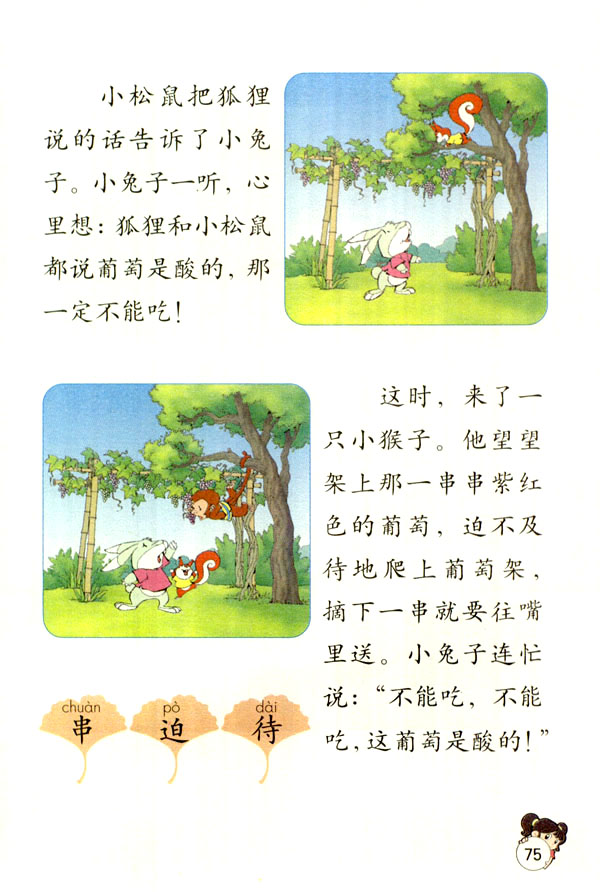 小松鼠把狐狸
说的话告诉了小兔
子。小兔子一听，心
里想：狐狸和小松鼠
都说葡萄是酸的，那
一定不能吃！
这时，来了一
只小猴子。他望望
架上那一串串紫红
色的葡萄，迫不及
待地爬上葡萄架，
摘下一串就要往嘴
里送。小兔子连忙
说：“不能吃，不能
吃，这葡萄是酸的！”
chuàn pò dài
串 迫 待
75